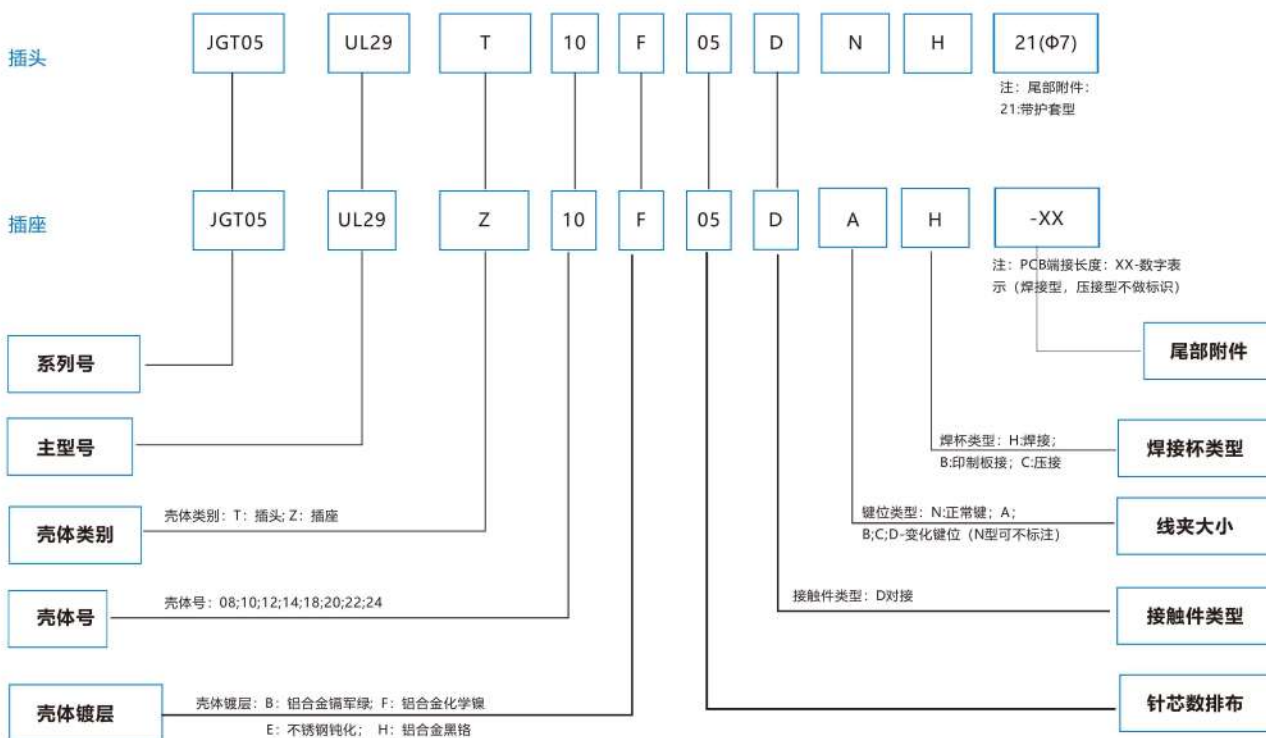 插头
JGT05 UL29 T 10 F 05 D N H 21(Φ7)
注：尾部附件：
21:带护套型
插座
JGT05 UL29 Z 10 F 05 D A H -XX
注：PCB端接长度：XX-数字表
示（焊接型，压接型不做标识）
系列号
尾部附件
主型号
焊杯类型：H:焊接；
B:印制板接；C:压接
焊接杯类型
壳体类别
壳体类别：T：插头; Z：插座
键位类型：N:正常键；A；
B;C;D-变化键位（N型可不标注）
线夹大小
壳体号
壳体号：08;10;12;14;18;20;22;24
接触件类型：D对接
接触件类型
壳体镀层
壳体镀层：B：铝合金镉军绿；F：铝合金化学镍
E：不锈钢钝化； H：铝合金黑铬
针芯数排布